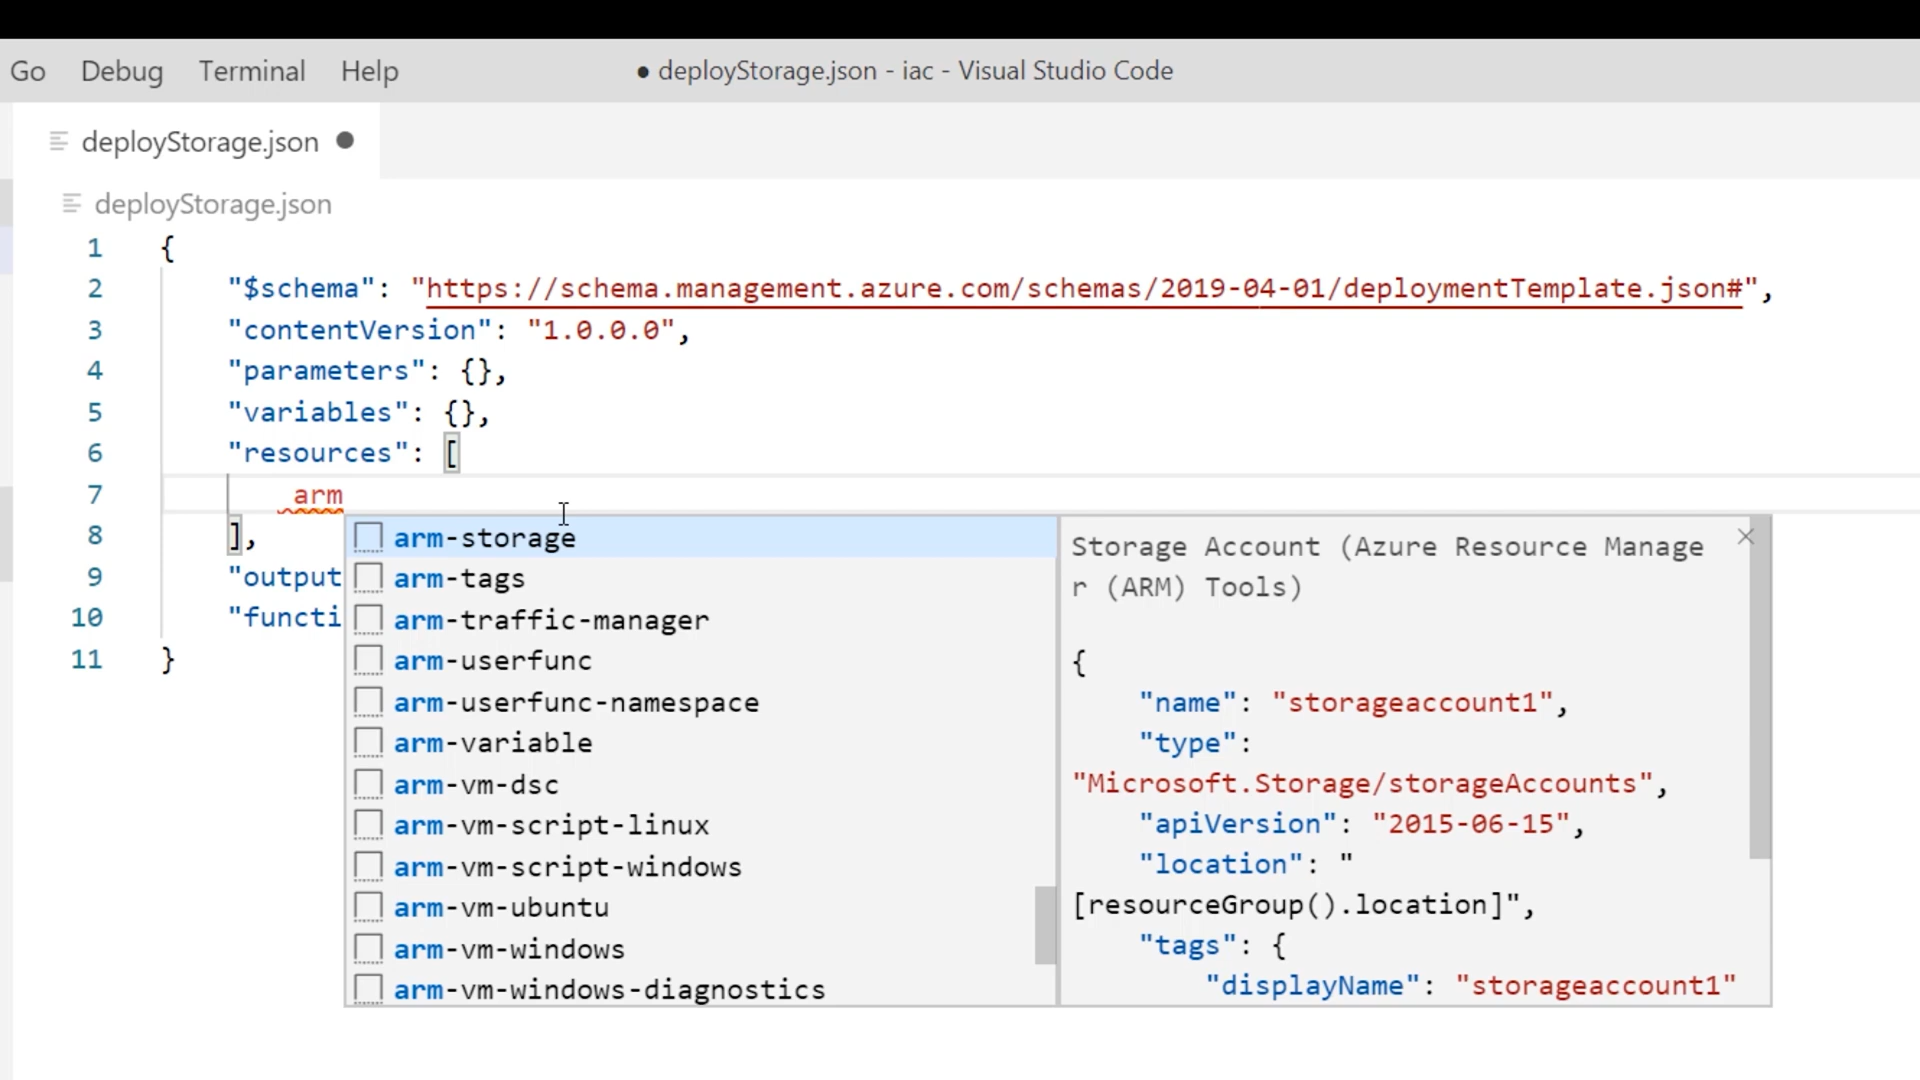 Go Debug Terminal Help ● deployStorage.json - iac - Visual Studio Code
deployStorage.json ●
deployStorage.json
1 {
2 "$schema": "https://schema.management.azure.com/schemas/2019-04-01/deploymentTemplate.json#",
3 "contentVersion": "1.0.0.0",
4 "parameters": {},
5 "variables": {},
6 "resources": [
7 arm
8 ],
9 "output
10 "functi
11 }
arm-storage
arm-tags
arm-traffic-manager
arm-userfunc
arm-userfunc-namespace
arm-variable
arm-vm-dsc
arm-vm-script-linux
arm-vm-script-windows
arm-vm-ubuntu
arm-vm-windows
arm-vm-windows-diagnostics
Storage Account (Azure Resource Manage
r (ARM) Tools)
{
"name": "storageaccount1",
"type":
"Microsoft.Storage/storageAccounts",
"apiVersion": "2015-06-15",
"location": "
[resourceGroup().location]",
"tags": {
"displayName": "storageaccount1"